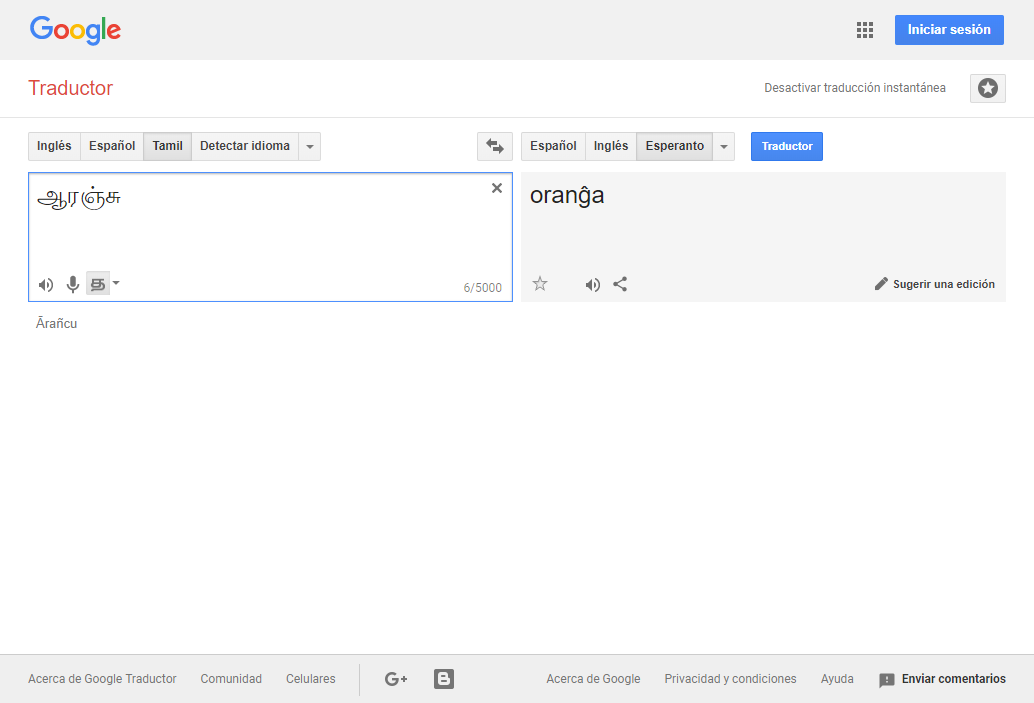 Google
Iniciar sesión
Traductor
Desactivar traducción instantánea
Inglés Español Tamil Detectar idioma
Español Inglés Esperanto
Traductor
ஆரஞ்சு
6/5000
Ārañcu
oranĝa
Sugerir una edición
Acerca de Google Traductor Comunidad Celulares G+ B Acerca de Google Privacidad y condiciones Ayuda Enviar comentarios